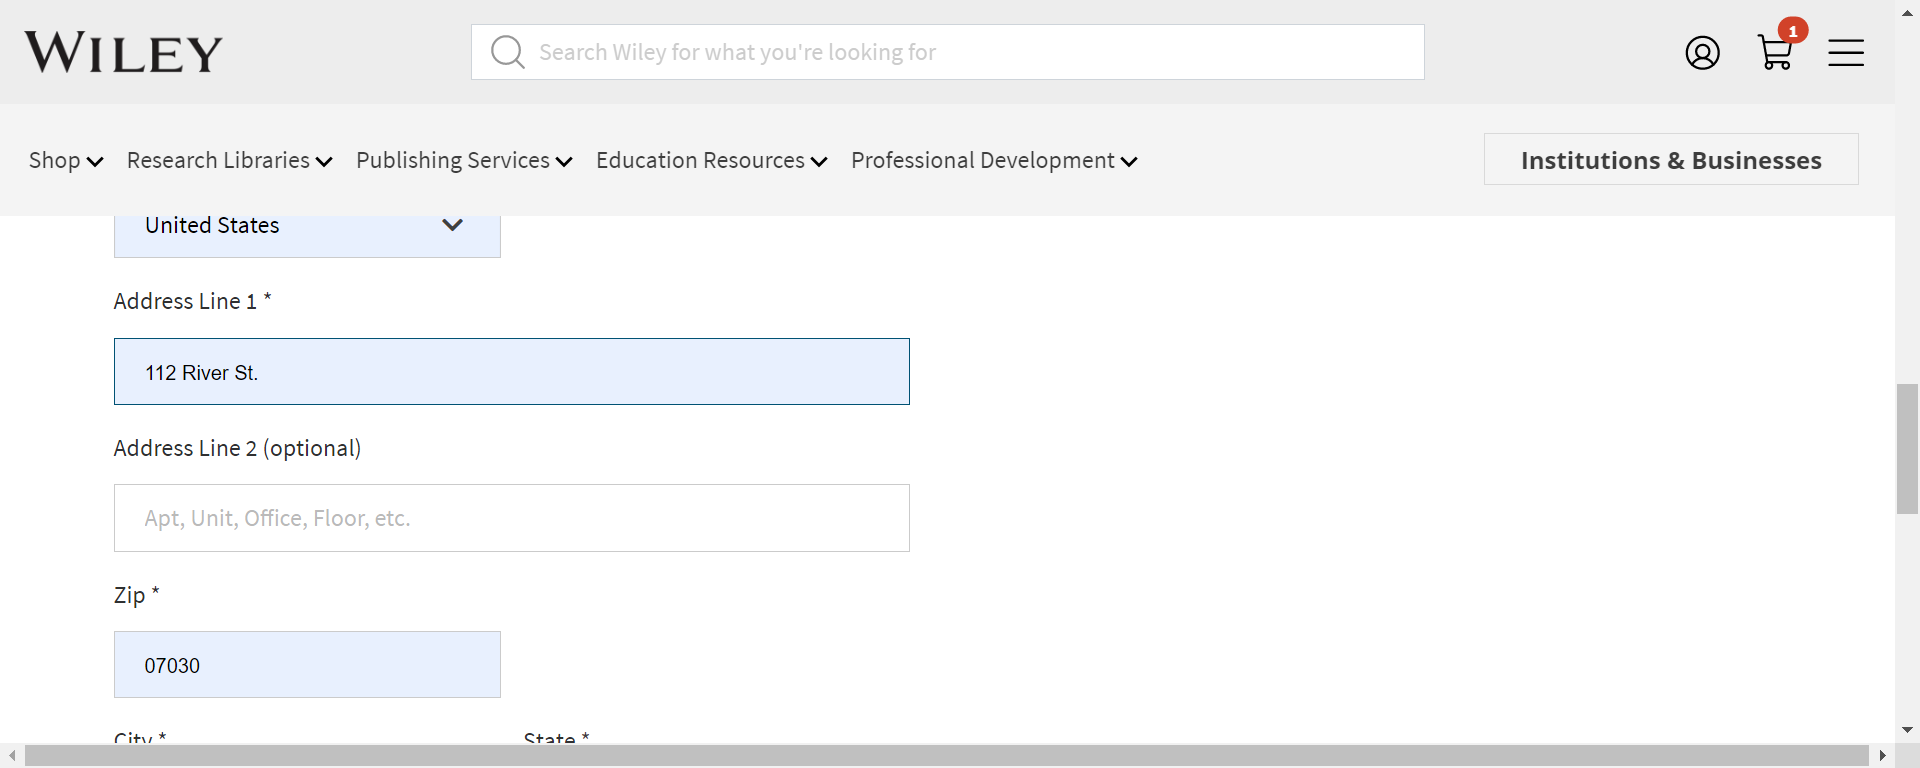 WILEY
Search Wiley for what you're looking for
1
Shop
Research Libraries
Publishing Services
Education Resources
Professional Development
Institutions & Businesses
United States
Address Line 1 *
112 River St.
Address Line 2 (optional)
Apt, Unit, Office, Floor, etc.
Zip *
07030
City *
State *